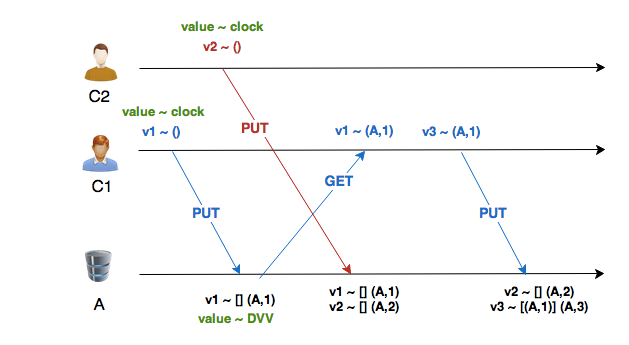 value ~ clock
v2 ~ ()
C2
value ~ clock
v1 ~ ()
PUT
v1 ~ (A,1)
v3 ~ (A,1)
C1
GET
PUT
PUT
A
v1 ~ [] (A,1)
value ~ DVV
v1 ~ [] (A,1)
v2 ~ [] (A,2)
v2 ~ [] (A,2)
v3 ~ [(A,1)] (A,3)